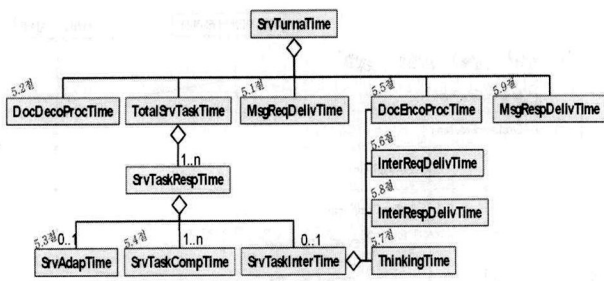 SrvTurnaTime
5.2절 5.1절 5.5절 5.9절
DocDecoProcTime TotalSrvTaskTime MsgReqDelivTime DocEncoProcTime MsgRespDelivTime
5.6절
1..n InterReqDelivTime
SrvTaskRespTime
5.8절
InterRespDelivTime
5.3절 0..1 5.4절 1..n 0..1 5.7절
SrvAdapTime SrvTaskCompTime SrvTaskInterTime ThinkingTime